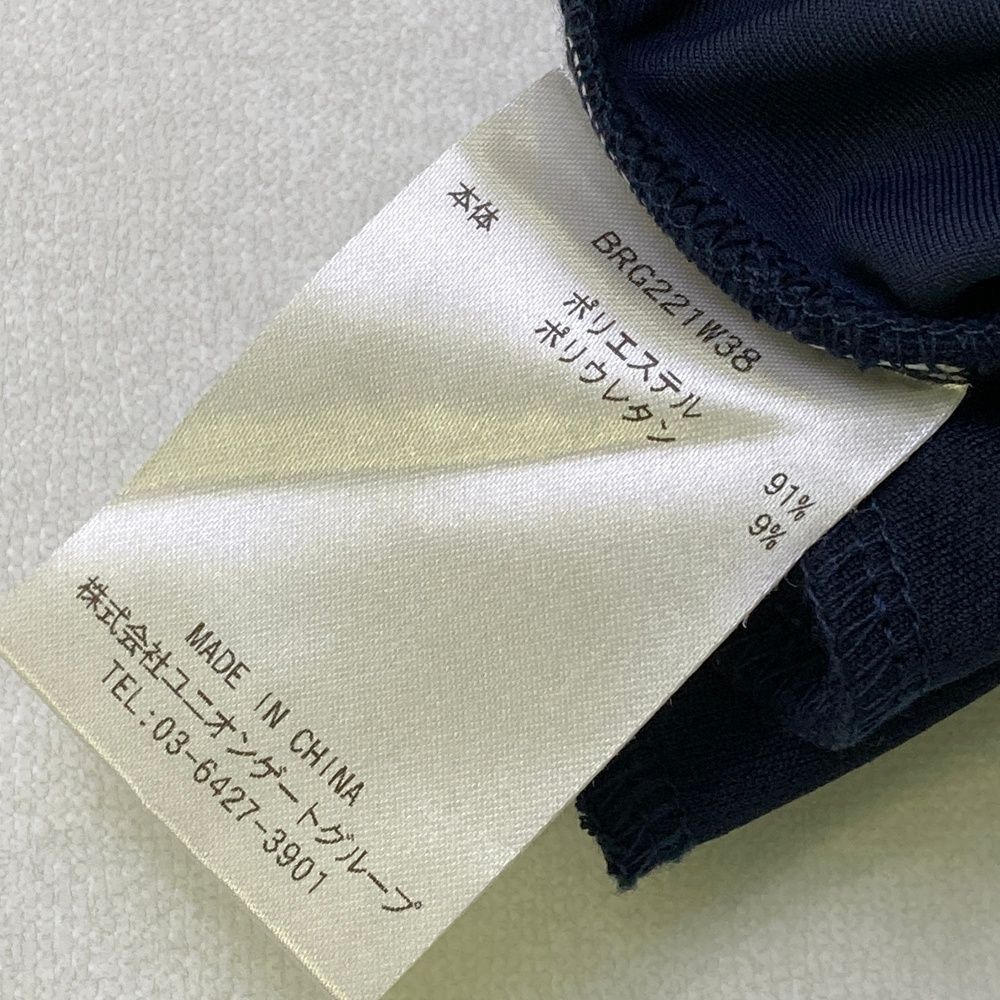 BRG221W38
本体
ポリエステル 91%
ポリウレタン 9%
MADE IN CHINA
株式会社ユニオンゲートグループ
TEL:03-6427-3901